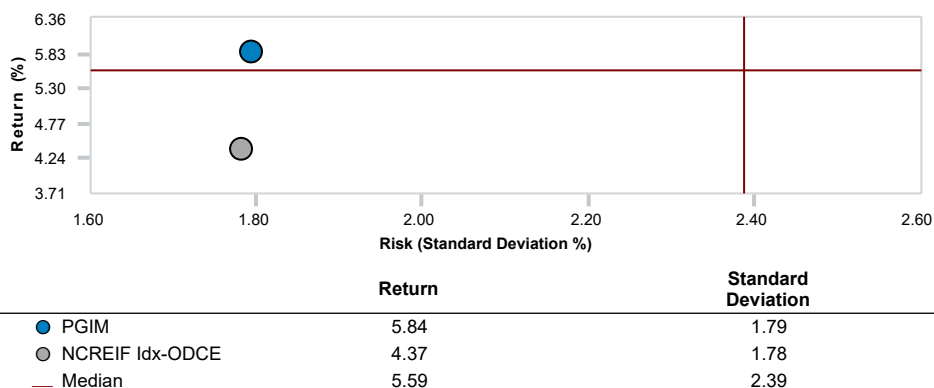 6.36
5.83
5.30
4.77
4.24
3.71
Return (%)
1.60 1.80 2.00 2.20 2.40 2.60
Risk (Standard Deviation %)
Return Standard Deviation
PGIM 5.84 1.79
NCREIF Idx-ODCE 4.37 1.78
Median 5.59 2.39